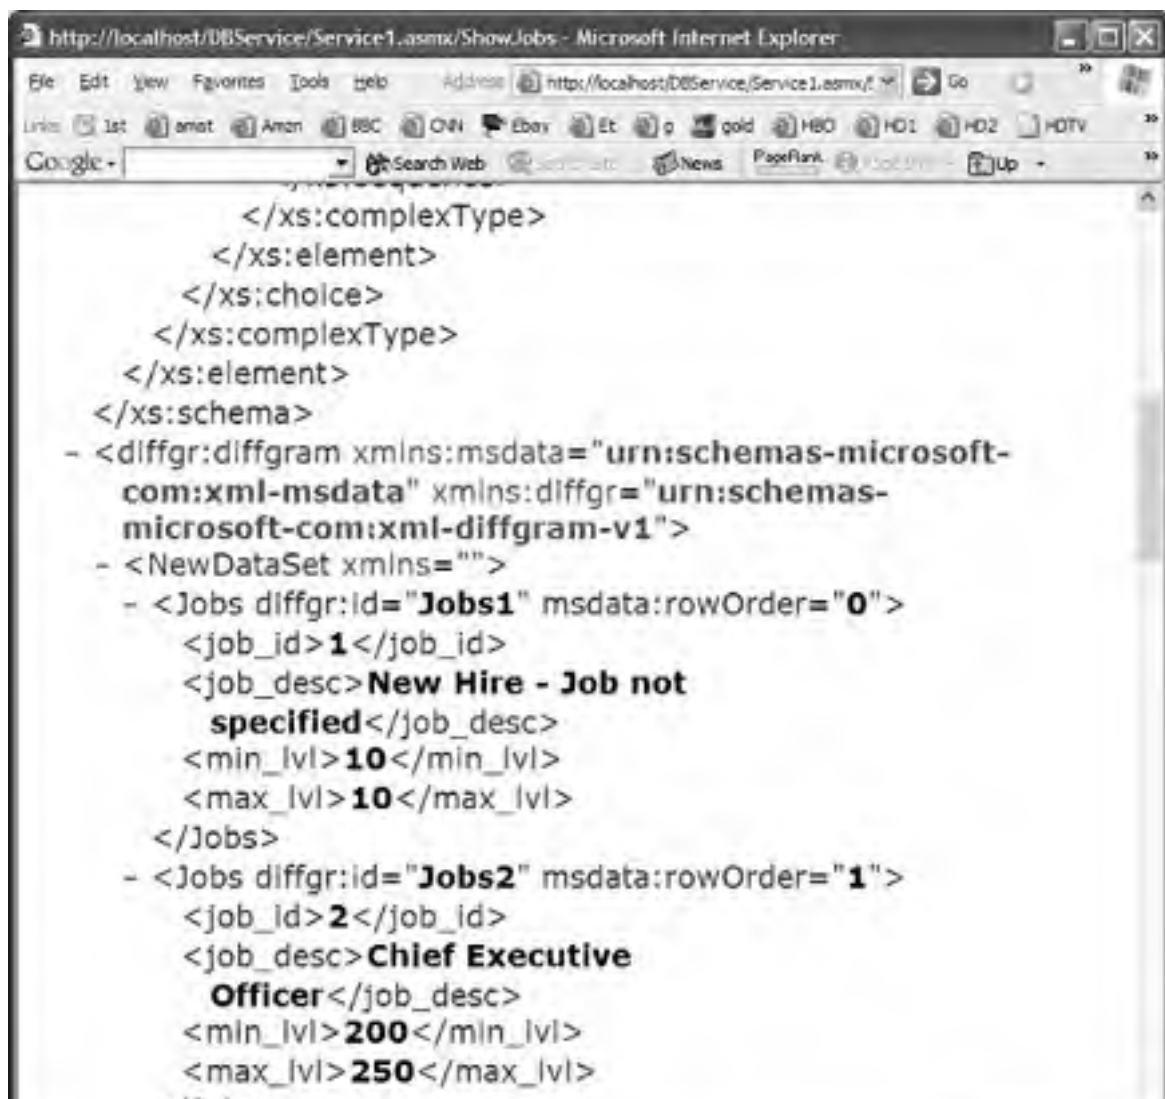 http://localhost/DBService/Service1.asmx/ShowJobs - Microsoft Internet Explorer
File Edit View Favorites Tools Help Address http://localhost/DBService/Service1.asmx/S Go »
Links 1st amat Aman BBC CNN Ebay Et g gold HBO HD1 HD2 HDTV »
Google - Search Web News PageRank Up »
</xs:complexType>
</xs:element>
</xs:choice>
</xs:complexType>
</xs:element>
</xs:schema>
- <diffgr:diffgram xmlns:msdata="urn:schemas-microsoft-
com:xml-msdata" xmlns:diffgr="urn:schemas-
microsoft-com:xml-diffgram-v1">
- <NewDataSet xmlns="">
- <Jobs diffgr:id="Jobs1" msdata:rowOrder="0">
<job_id>1</job_id>
<job_desc>New Hire - Job not
specified</job_desc>
<min_lvl>10</min_lvl>
<max_lvl>10</max_lvl>
</Jobs>
- <Jobs diffgr:id="Jobs2" msdata:rowOrder="1">
<job_id>2</job_id>
<job_desc>Chief Executive
Officer</job_desc>
<min_lvl>200</min_lvl>
<max_lvl>250</max_lvl>